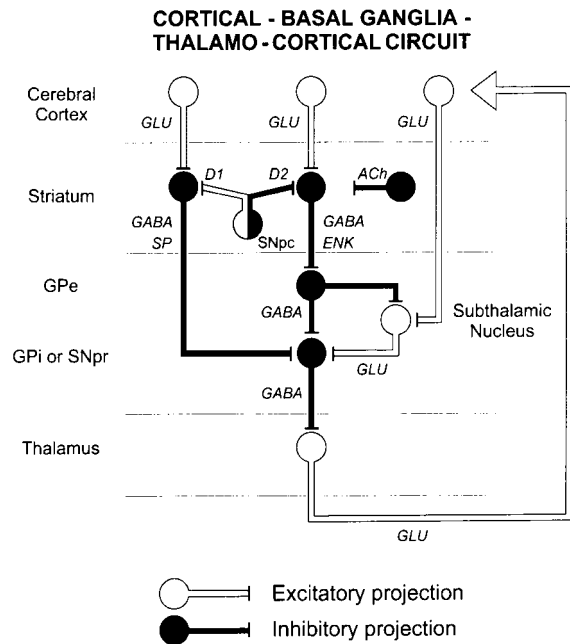 CORTICAL - BASAL GANGLIA -
THALAMO - CORTICAL CIRCUIT
Cerebral
Cortex
GLU
GLU
GLU
Striatum
D1
D2
ACh
GABA
SP
SNpc
GABA
ENK
GPe
GABA
Subthalamic
Nucleus
GPi or SNpr
GLU
GABA
Thalamus
GLU
Excitatory projection
Inhibitory projection